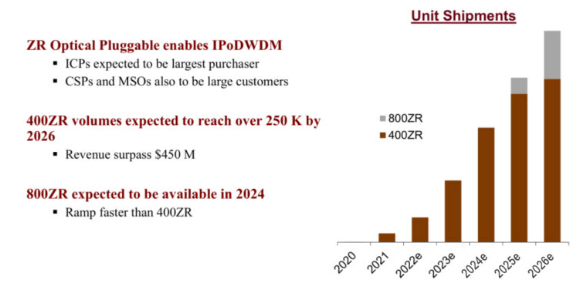 Unit Shipments
ZR Optical Pluggable enables IPoDWDM
▪ ICPs expected to be largest purchaser
▪ CSPs and MSOs also to be large customers
400ZR volumes expected to reach over 250 K by
2026
▪ Revenue surpass $450 M
800ZR expected to be available in 2024
▪ Ramp faster than 400ZR
800ZR
400ZR
2020
2021
2022e
2023e
2024e
2025e
2026e